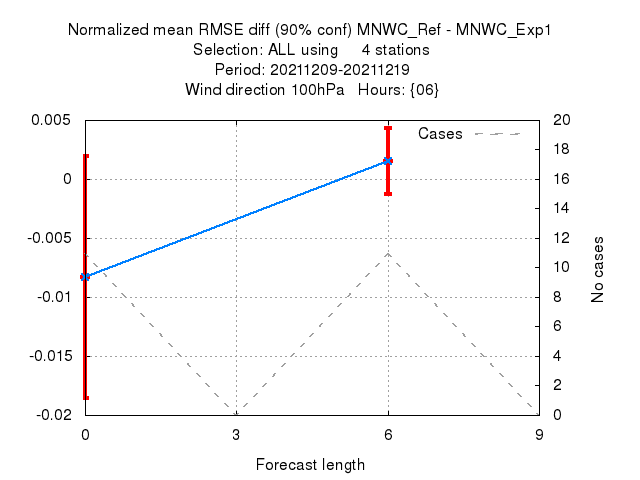 Normalized mean RMSE diff (90% conf) MNWC_Ref - MNWC_Exp1
Selection: ALL using 4 stations
Period: 20211209-20211219
Wind direction 100hPa Hours: {06}
Cases
0.005
0
-0.005
-0.01
-0.015
-0.02
20
18
16
14
12
10
8
6
4
2
0
No cases
0 3 6 9
Forecast length